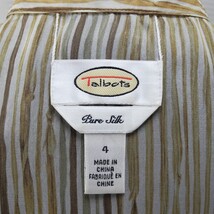 Talbots
Pure Silk
4
MADE IN
CHINA
FABRIQUÉ EN
CHINE